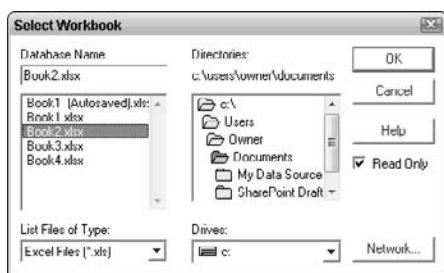 Select Workbook
Database Name
Book2.xlsx
Book1 (Autosaved).xls
Book1.xlsx
Book2.xlsx
Book3.xlsx
Book4.xlsx
List Files of Type:
Excel Files (*.xls)
Directories:
c:\users\owner\documents
c:\
Users
Owner
Documents
My Data Source
SharePoint Draft
Drives:
c:
OK
Cancel
Help
Read Only
Network...